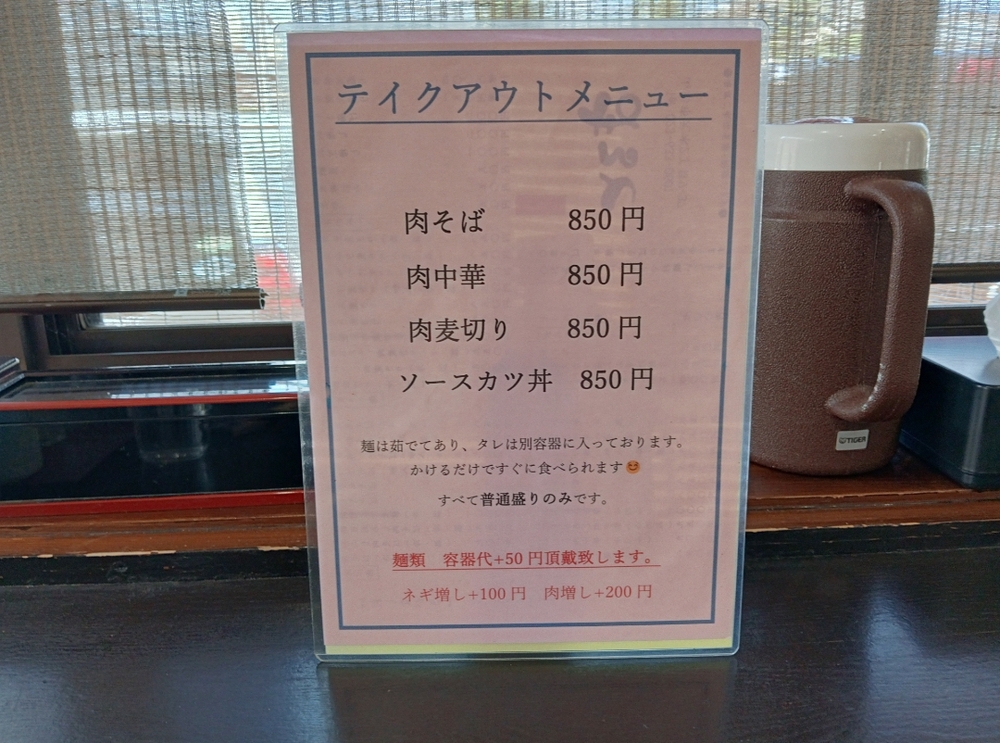 テイクアウトメニュー
肉そば 850円
肉中華 850円
肉麦切り 850円
ソースカツ丼 850円
麺は茹でてあり、タレは別容器に入っております。
かけるだけですぐに食べられます😊
すべて普通盛りのみです。
麺類 容器代+50円頂戴致します。
ネギ増し+100円 肉増し+200円
TIGER